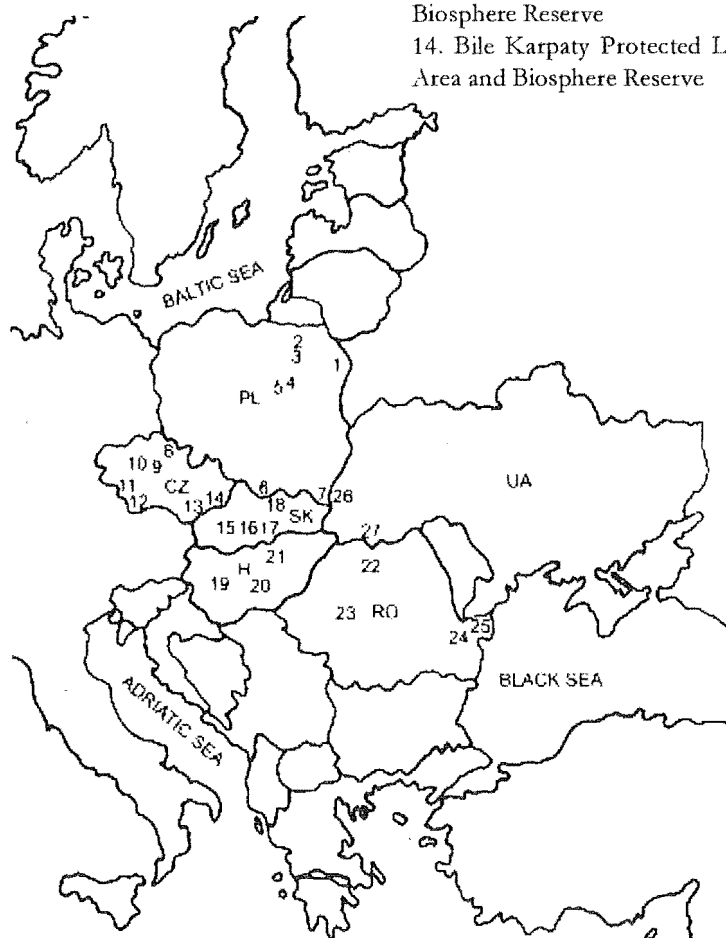 Biosphere Reserve
14. Bile Karpaty Protected L
Area and Biosphere Reserve
BALTIC SEA
2
3
1
PL
5 4
6
10 9
CZ
UA
11
12
14
13
8
18
7 26
SK
15 16 17
27
21
H
22
19
20
23 RO
24 25
BLACK SEA
ADRIATIC SEA